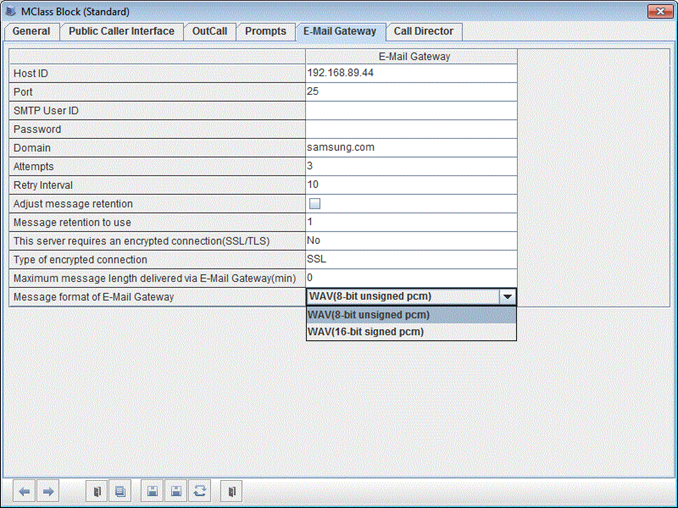 MClass Block (Standard)
General Public Caller Interface OutCall Prompts E-Mail Gateway Call Director
E-Mail Gateway
Host ID 192.168.89.44
Port 25
SMTP User ID
Password
Domain samsung.com
Attempts 3
Retry Interval 10
Adjust message retention
Message retention to use 1
This server requires an encrypted connection(SSL/TLS) No
Type of encrypted connection SSL
Maximum message length delivered via E-Mail Gateway(min) 0
Message format of E-Mail Gateway WAV(8-bit unsigned pcm)
WAV(8-bit unsigned pcm)
WAV(16-bit signed pcm)